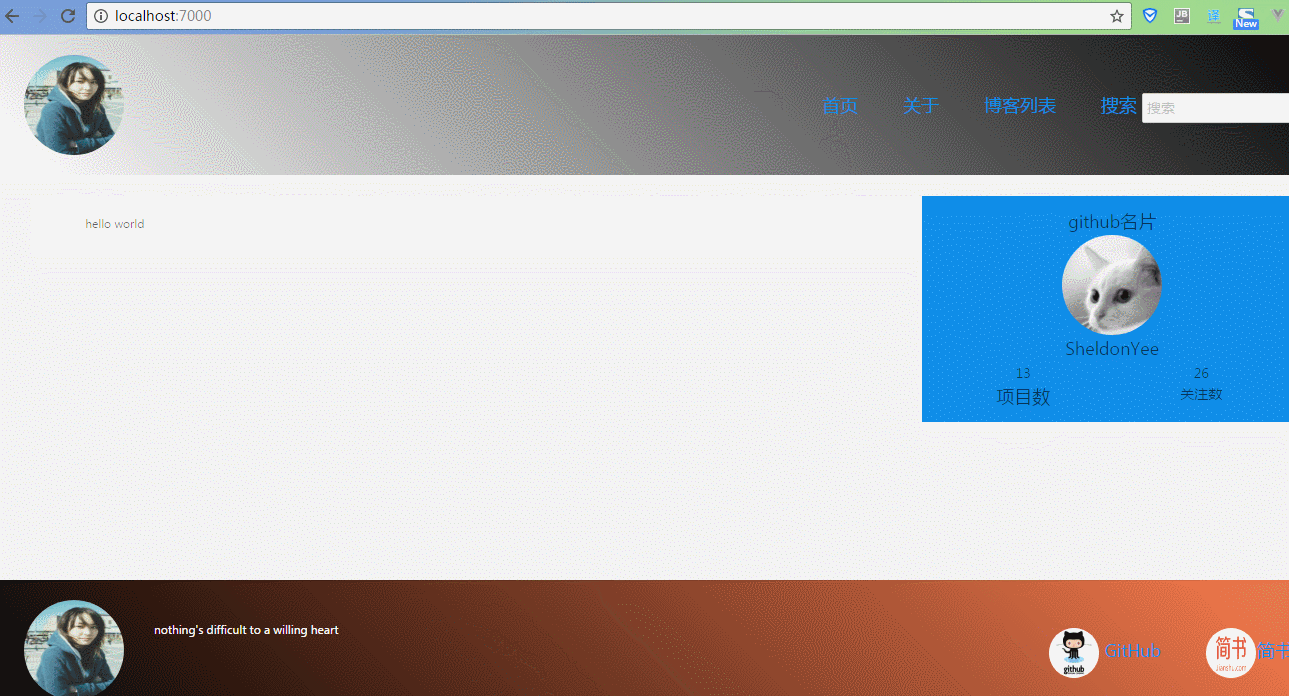 localhost:7000
JB
译
New
首页 关于 博客列表 搜索 搜索
hello world
github名片
SheldonYee
13 26
项目数 关注数
nothing's difficult to a willing heart
github
GitHub
简书
jianshu.com
简书